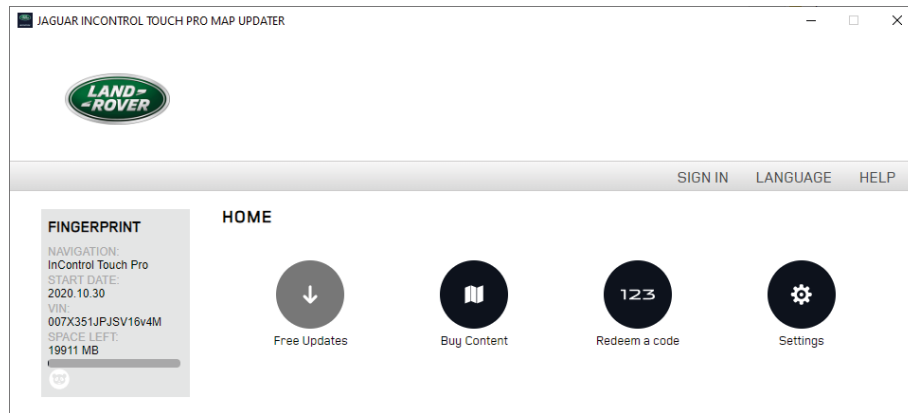 JAGUAR INCONTROL TOUCH PRO MAP UPDATER
LAND-
-ROVER
SIGN IN LANGUAGE HELP
FINGERPRINT
NAVIGATION:
InControl Touch Pro
START DATE:
2020.10.30
VIN:
007X351JPJSV16v4M
SPACE LEFT:
19911 MB
HOME
Free Updates
Buy Content
123
Redeem a code
Settings